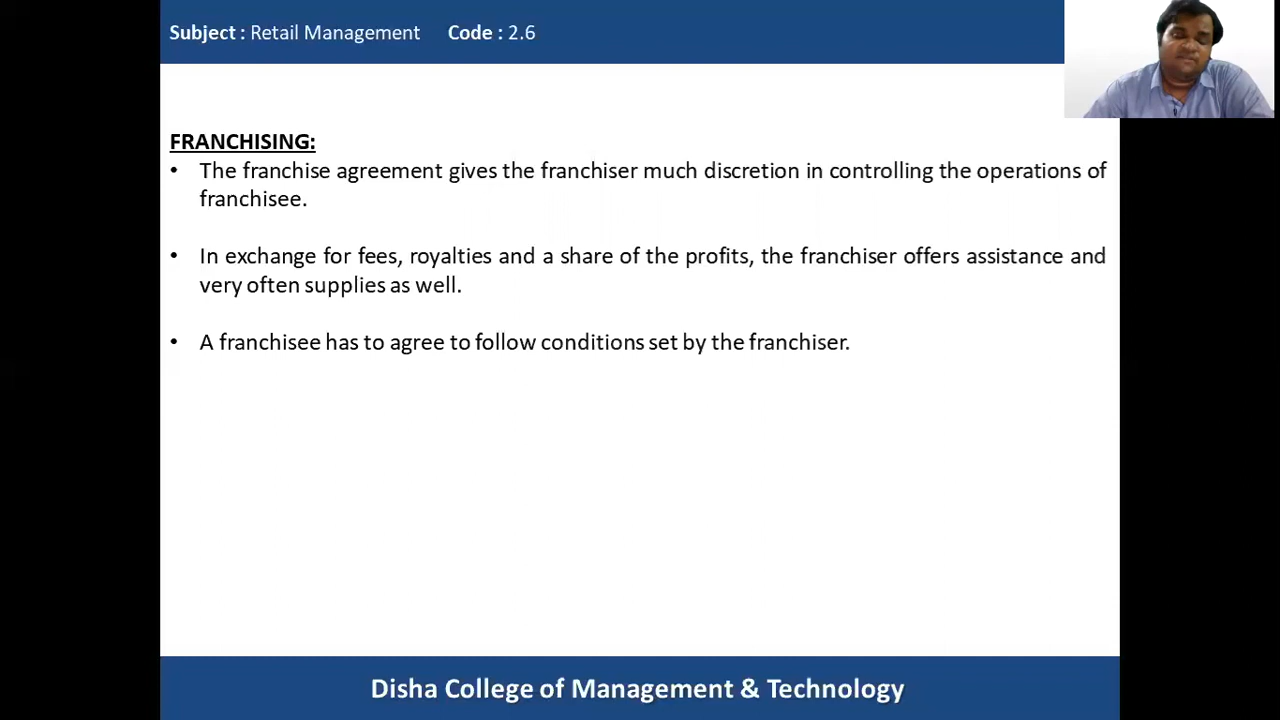 Subject : Retail Management Code : 2.6
FRANCHISING:
• The franchise agreement gives the franchiser much discretion in controlling the operations of
franchisee.
• In exchange for fees, royalties and a share of the profits, the franchiser offers assistance and
very often supplies as well.
• A franchisee has to agree to follow conditions set by the franchiser.
Disha College of Management & Technology